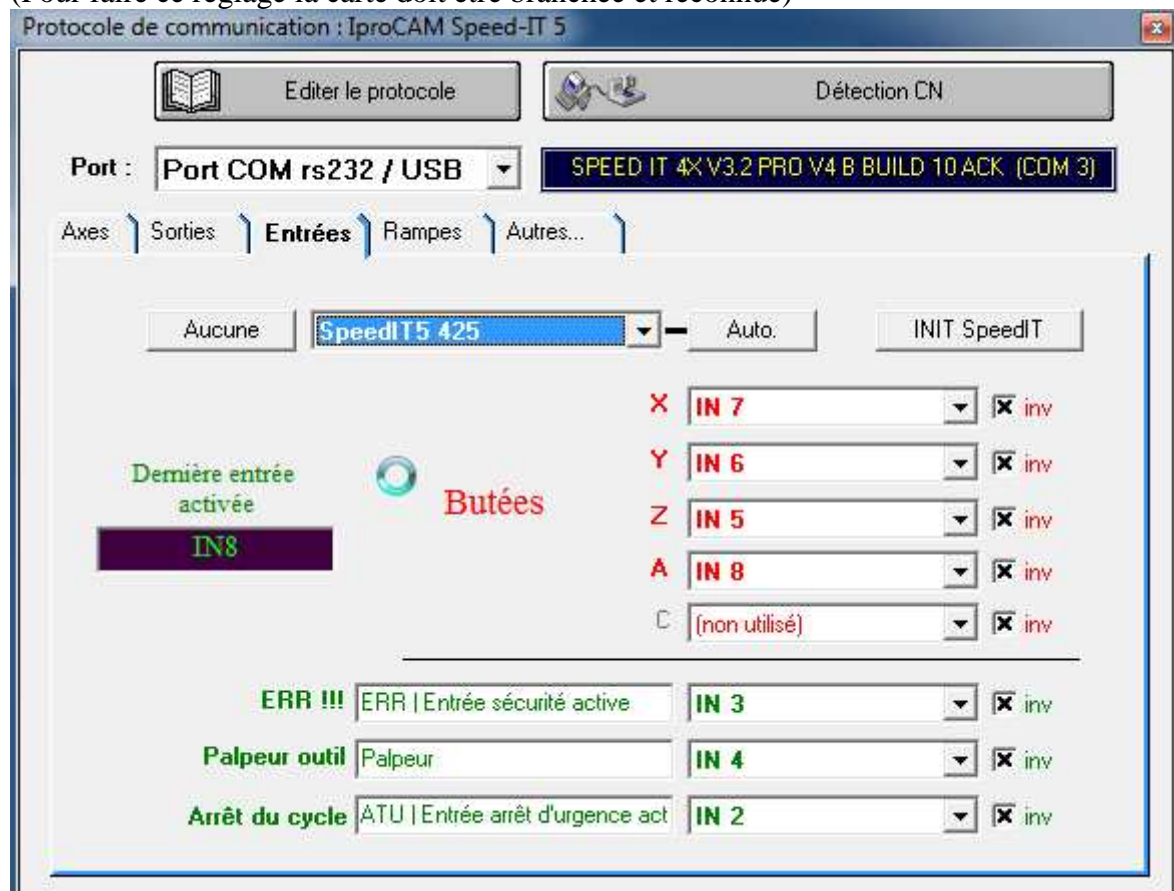 (Pour faire ce réglage la carte doit être branchée et reconnue)
Protocole de communication : IproCAM Speed-IT 5
Editer le protocole Détection CN
Port : Port COM rs232 / USB SPEED IT 4X V3.2 PRO V4 B BUILD 10 ACK (COM 3)
Axes Sorties Entrées Rampes Autres...
Aucune SpeedIT5 425 Auto. INIT SpeedIT
X IN 7 inv
Dernière entrée
activée
IN8
Butées
Y IN 6 inv
Z IN 5 inv
A IN 8 inv
C (non utilisé) inv
ERR !!! ERR | Entrée sécurité active IN 3 inv
Palpeur outil Palpeur IN 4 inv
Arrêt du cycle ATU | Entrée arrêt d'urgence act IN 2 inv